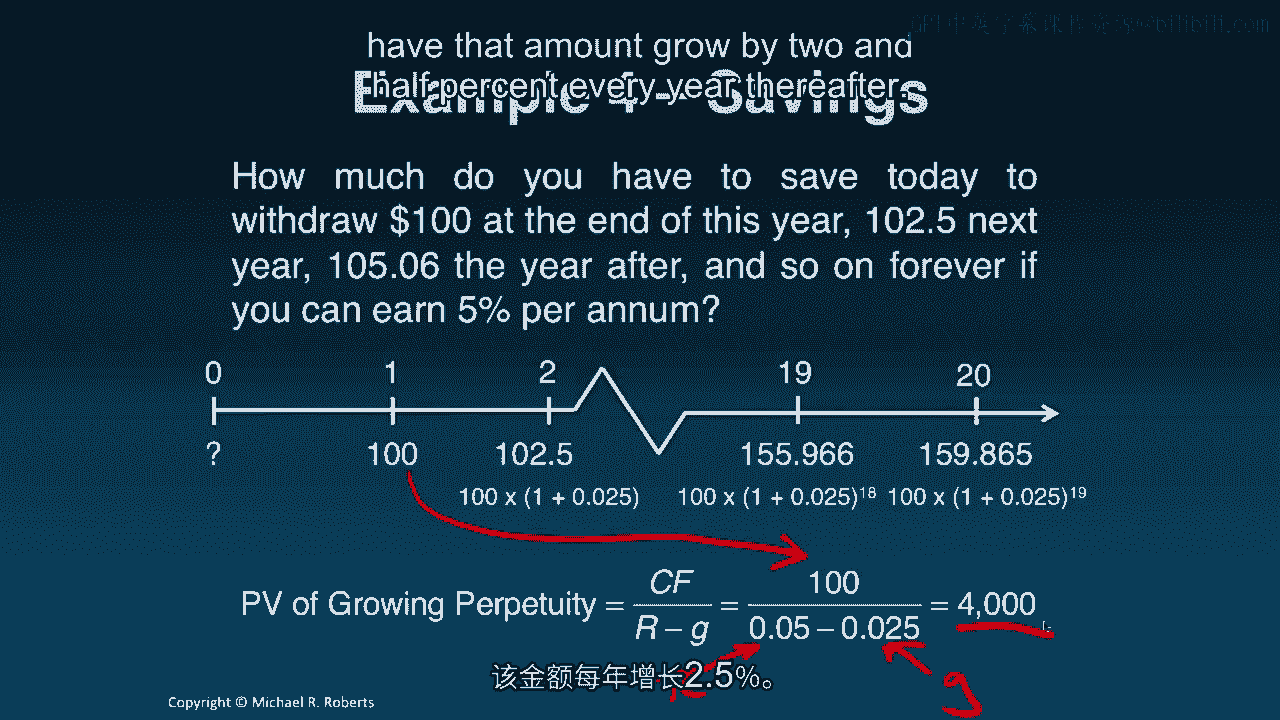 have that amount grow by two and
half percent every year thereafter.
Example 4 -- Savings
How much do you have to save today to
withdraw $100 at the end of this year, 102.5 next
year, 105.06 the year after, and so on forever if
you can earn 5% per annum?
0 1 2 19 20
? 100 102.5 155.966 159.865
100 x (1 + 0.025) 100 x (1 + 0.025)¹⁸ 100 x (1 + 0.025)¹⁹
PV of Growing Perpetuity = CF / (R – g) = 100 / (0.05 – 0.025) = 4,000
该金额每年增长2.5%。
Copyright © Michael R. Roberts